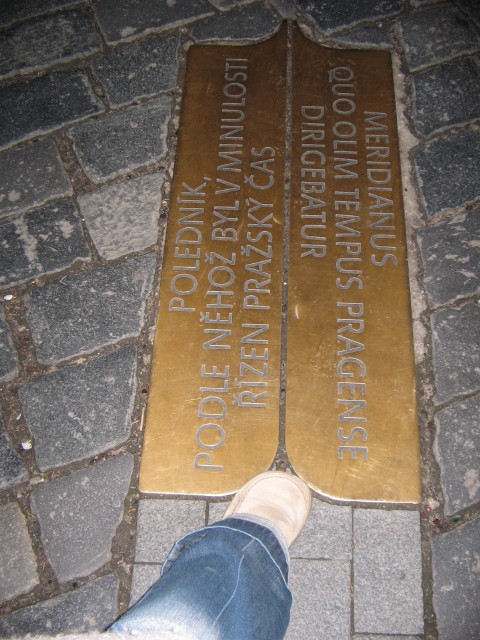 POLEDNÍK,
PODLE NĚHOŽ BYL V MINULOSTI
ŘÍZEN PRAŽSKÝ ČAS
MERIDIANUS
QUO OLIM TEMPUS PRAGENSE
DIRIGEBATUR